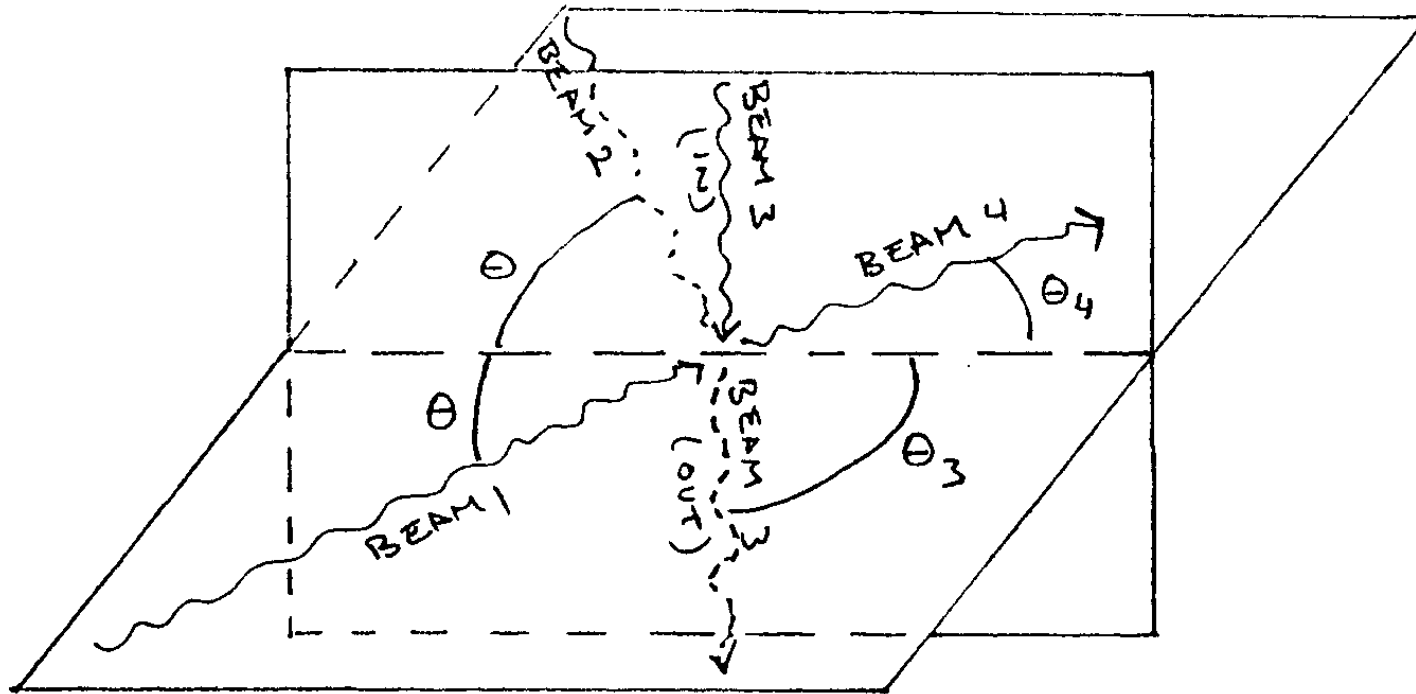 BEAM 2
BEAM 3
(IN)
BEAM 4
Θ
Θ4
Θ
BEAM 1
BEAM 3
(OUT)
Θ3